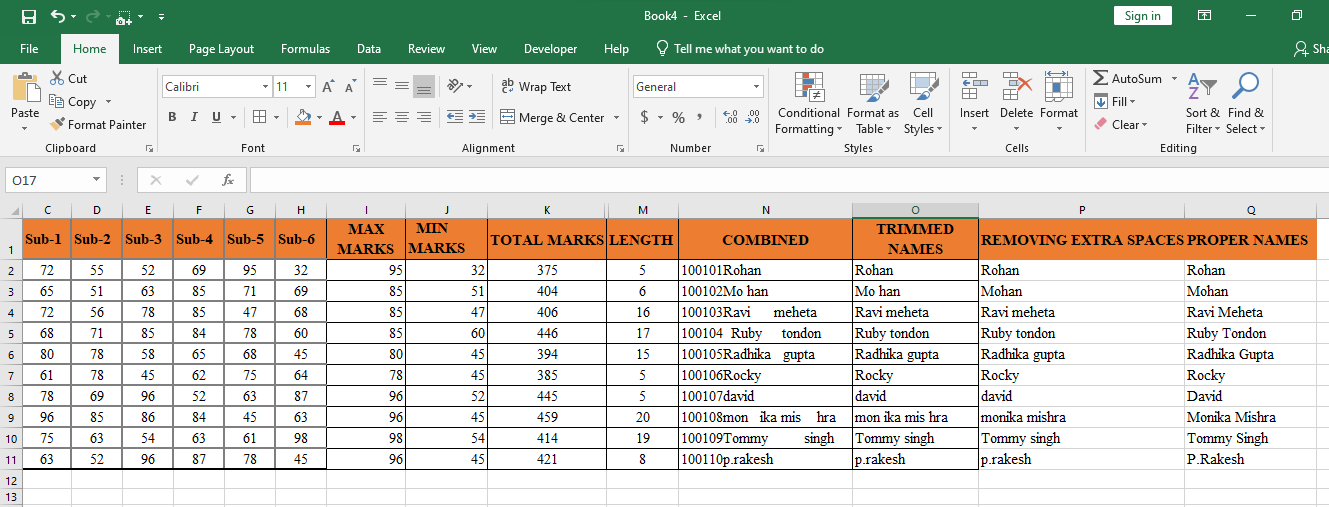 Book4 - Excel
Sign in
File Home Insert Page Layout Formulas Data Review View Developer Help Tell me what you want to do Sha
Paste
Cut
Copy
Format Painter
Calibri 11 A A
B I U A
ab Wrap Text
Merge & Center
General
$ % , .00 .0 .00
Conditional Formatting
Format as Table
Cell Styles
Insert Delete Format
AutoSum
Fill
Clear
Sort & Filter
Find & Select
Clipboard Font Alignment Number Styles Cells Editing
O17 fx
C D E F G H I J K M N O P Q
1 Sub-1 Sub-2 Sub-3 Sub-4 Sub-5 Sub-6 MAX MARKS MIN MARKS TOTAL MARKS LENGTH COMBINED TRIMMED NAMES REMOVING EXTRA SPACES PROPER NAMES
2 72 55 52 69 95 32 95 32 375 5 100101Rohan Rohan Rohan Rohan
3 65 51 63 85 71 69 85 51 404 6 100102Mo han Mo han Mohan Mohan
4 72 56 78 85 47 68 85 47 406 16 100103Ravi meheta Ravi meheta Ravi meheta Ravi Meheta
5 68 71 85 84 78 60 85 60 446 17 100104 Ruby tondon Ruby tondon Ruby tondon Ruby Tondon
6 80 78 58 65 68 45 80 45 394 15 100105Radhika gupta Radhika gupta Radhika gupta Radhika Gupta
7 61 78 45 62 75 64 78 45 385 5 100106Rocky Rocky Rocky Rocky
8 78 69 96 52 63 87 96 52 445 5 100107david david david David
9 96 85 86 84 45 63 96 45 459 20 100108mon ika mis hra mon ika mis hra monika mishra Monika Mishra
10 75 63 54 63 61 98 98 54 414 19 100109Tommy singh Tommy singh Tommy singh Tommy Singh
11 63 52 96 87 78 45 96 45 421 8 100110p.rakesh p.rakesh p.rakesh P.Rakesh
12
13